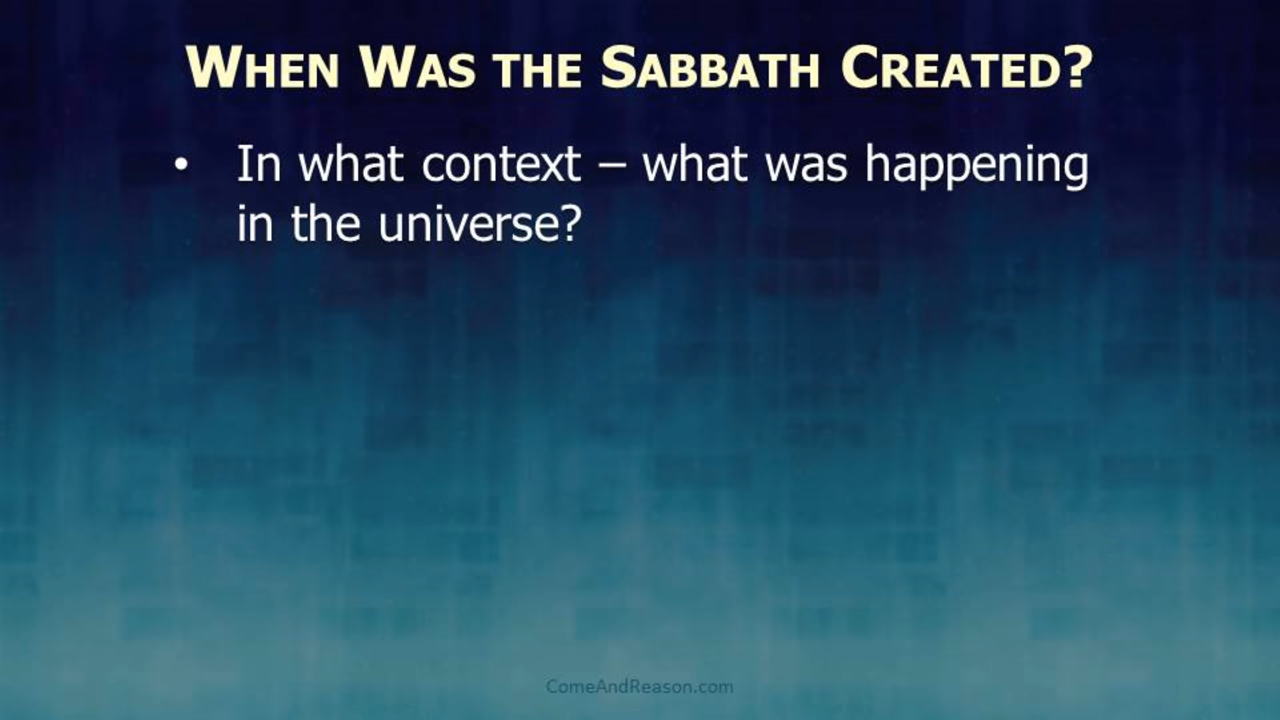 When Was the Sabbath Created?
• In what context – what was happening
in the universe?
ComeAndReason.com